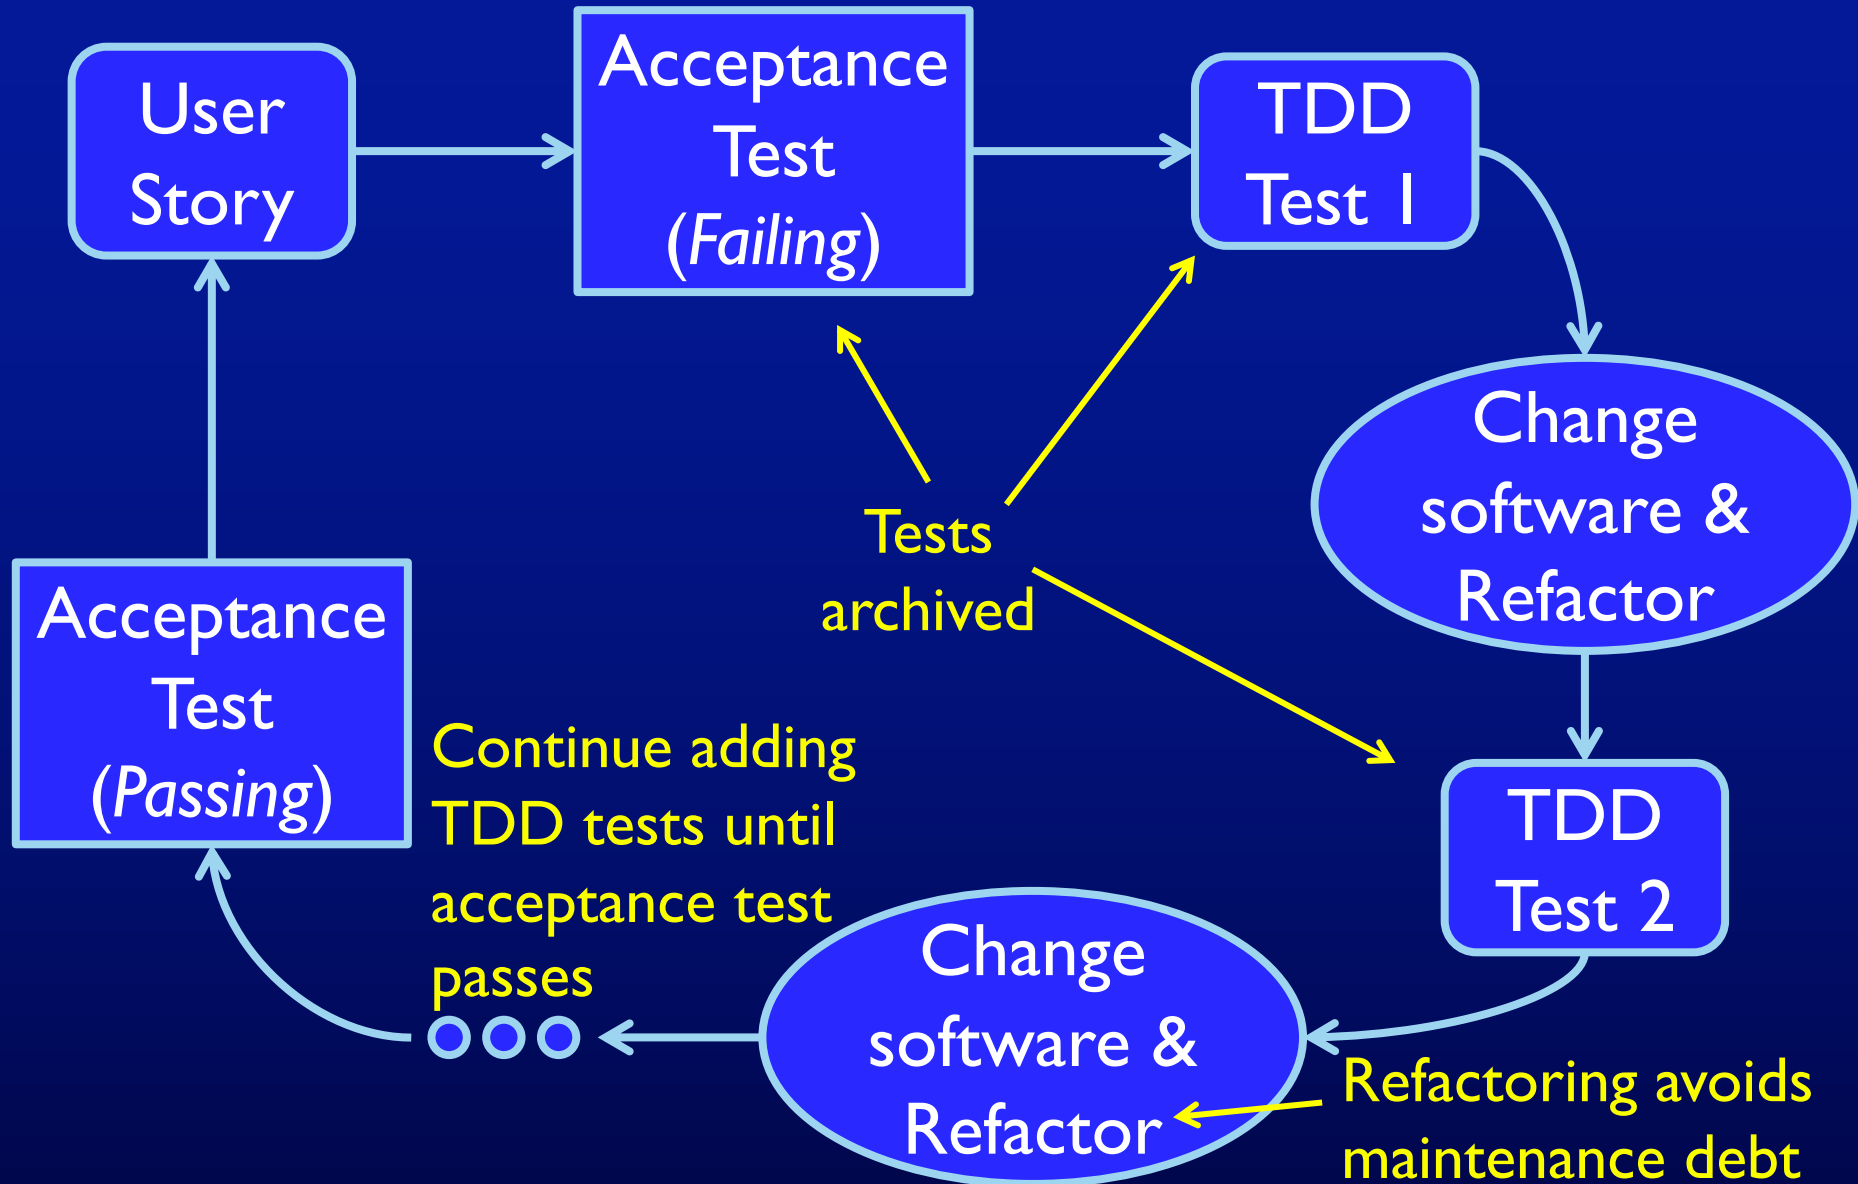 User
Story
Acceptance
Test
(Failing)
TDD
Test 1
Change
software &
Refactor
Tests
archived
Acceptance
Test
(Passing)
Continue adding
TDD tests until
acceptance test
passes
TDD
Test 2
Change
software &
Refactor
Refactoring avoids
maintenance debt